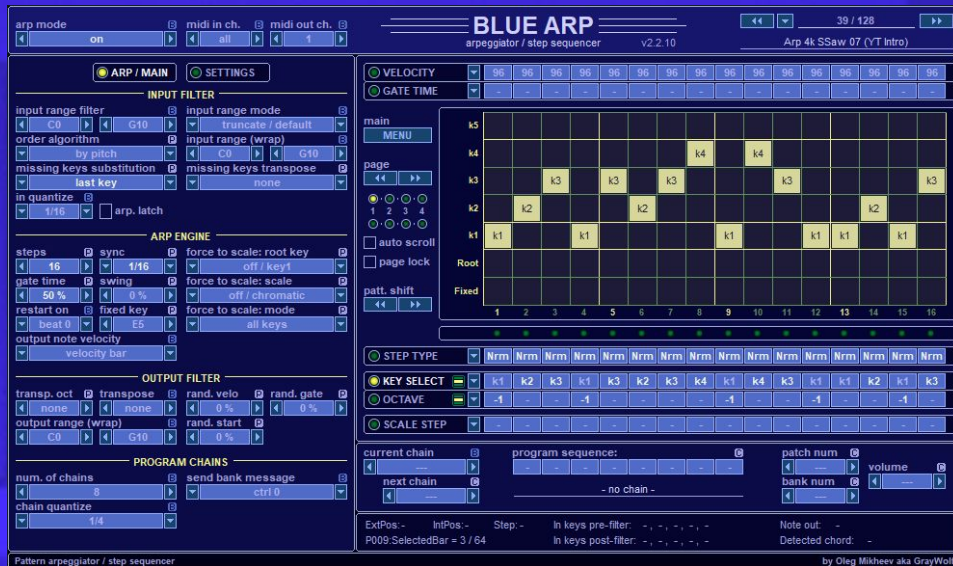 arp mode B midi in ch. B midi out ch. B
on all 1
BLUE ARP
arpeggiator / step sequencer v2.2.10
39 / 128
Arp 4k SSaw 07 (YT Intro)
ARP / MAIN SETTINGS
INPUT FILTER
input range filter B input range mode B
C0 G10 truncate / default
order algorithm P input range (wrap) B
by pitch C0 G10
missing keys substitution P missing keys transpose P
last key none
in quantize B
1/16 arp. latch
ARP ENGINE
steps P sync P force to scale: root key P
16 1/16 off / key1
gate time P swing P force to scale: scale P
50 % 0 % off / chromatic
restart on B fixed key P force to scale: mode P
beat 0 E5 all keys
output note velocity B
velocity bar
OUTPUT FILTER
transp. oct P transpose B rand. velo P rand. gate P
none none 0 % 0 %
output range (wrap) B rand. start P
C0 G10 0 %
PROGRAM CHAINS
num. of chains B send bank message B
8 ctrl 0
chain quantize B
1/4
VELOCITY 96 96 96 96 96 96 96 96 96 96 96 96 96 96 96 96
GATE TIME - - - - - - - - - - - - - - - -
main
MENU
page
1 2 3 4
auto scroll
page lock
patt. shift
k5
k4 k4 k4
k3 k3 k3 k3 k3 k3
k2 k2 k2 k2
k1 k1 k1 k1 k1 k1 k1
Root
Fixed
1 2 3 4 5 6 7 8 9 10 11 12 13 14 15 16
STEP TYPE Nrm Nrm Nrm Nrm Nrm Nrm Nrm Nrm Nrm Nrm Nrm Nrm Nrm Nrm Nrm Nrm
KEY SELECT k1 k2 k3 k1 k3 k2 k3 k4 k1 k4 k3 k1 k1 k2 k1 k3
OCTAVE -1 - - -1 - - - - -1 - - -1 - - -1 -
SCALE STEP - - - - - - - - - - - - - - - -
current chain B program sequence: C patch num C
--- - - - - - - - - --- volume C
next chain C bank num C ---
--- - no chain - ---
ExtPos:- IntPos:- Step:- In keys pre-filter: - , - , - , - , - Note out: -
P009:SelectedBar = 3 / 64 In keys post-filter: - , - , - , - , - Detected chord: -
Pattern arpeggiator / step sequencer by Oleg Mikheev aka GrayWolf